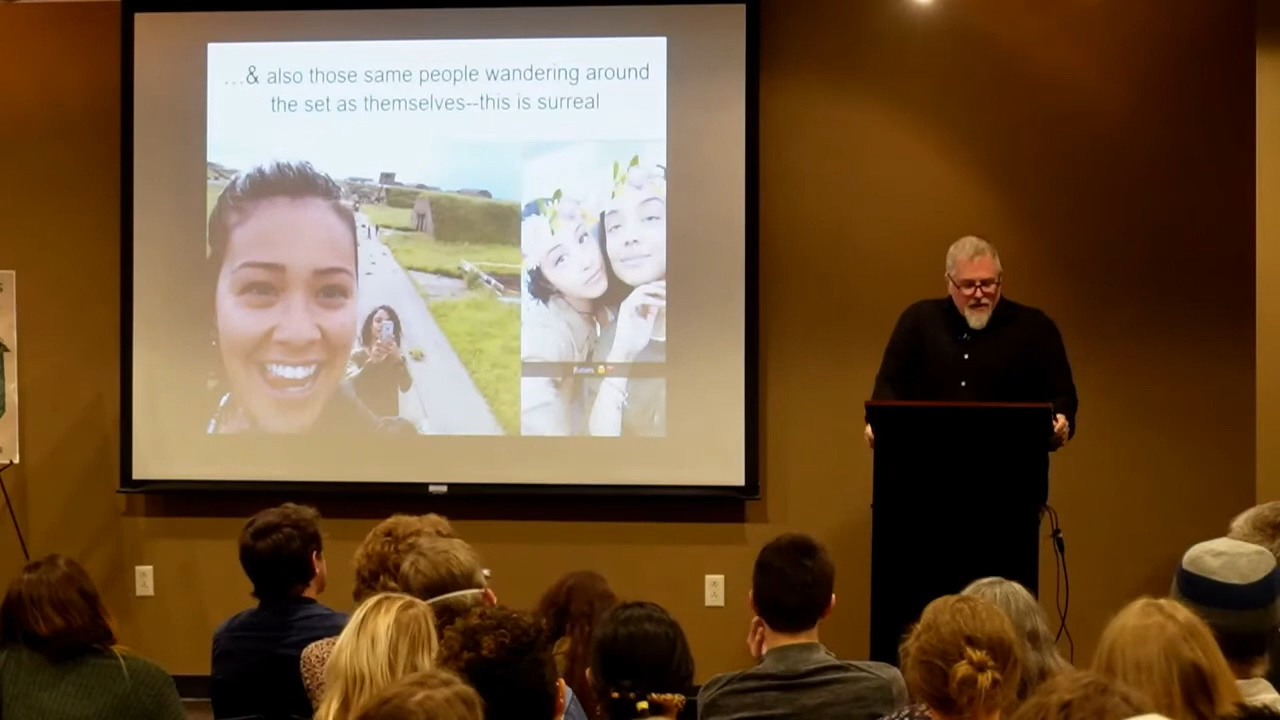 ...& also those same people wandering around
the set as themselves--this is surreal